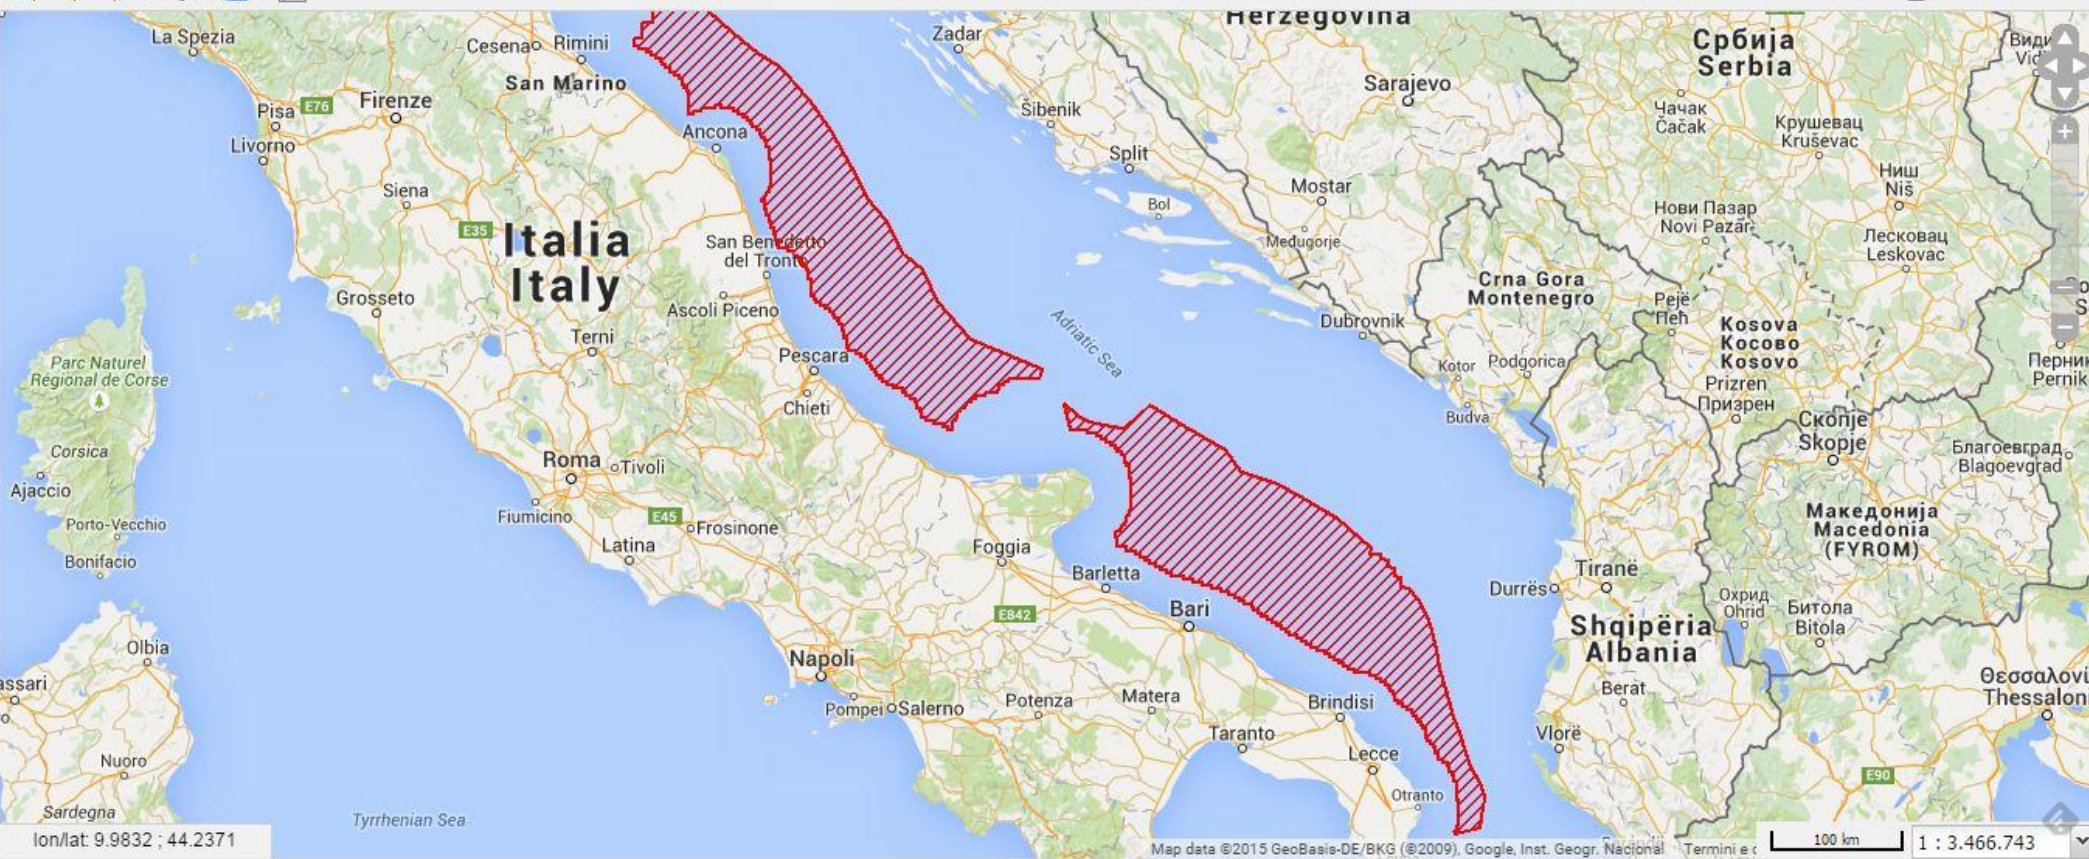 Herzegovina
La Spezia
Cesena
Rimini
Zadar
Србија
Serbia
San Marino
Sarajevo
E76
Firenze
Pisa
Šibenik
Чачак
Čačak
Крушевац
Kruševac
Ancona
Livorno
Split
Siena
Mostar
Ниш
Niš
Bol
Нови Пазар
Novi Pazar
E35
Italia
Italy
San Benedetto
del Tronto
Međugorje
Лесковац
Leskovac
Crna Gora
Montenegro
Grosseto
Ascoli Piceno
Pejë
Пећ
Terni
Adriatic Sea
Dubrovnik
Kosova
Косово
Kosovo
Parc Naturel
Régional de Corse
Pescara
Kotor
Podgorica
Перник
Pernik
Chieti
Prizren
Призрен
Budva
Скопје
Skopje
Corsica
Roma
Tivoli
Благоевград
Blagoevgrad
Ajaccio
Fiumicino
E45
Frosinone
Македонија
Macedonia
(FYROM)
Porto-Vecchio
Latina
Foggia
Bonifacio
Barletta
Tiranë
Durrës
Bari
E842
Охрид
Ohrid
Битола
Bitola
Shqipëria
Albania
Olbia
Napoli
assari
Θεσσαλονί
Thessalon
Berat
Pompei
Salerno
Potenza
Matera
Brindisi
Taranto
Vlorë
Lecce
Nuoro
E90
Otranto
Sardegna
Tyrrhenian Sea
lon/lat: 9.9832 ; 44.2371
Map data ©2015 GeoBasis-DE/BKG (©2009), Google, Inst. Geogr. Nacional
Termini e
100 km
1 : 3.466.743